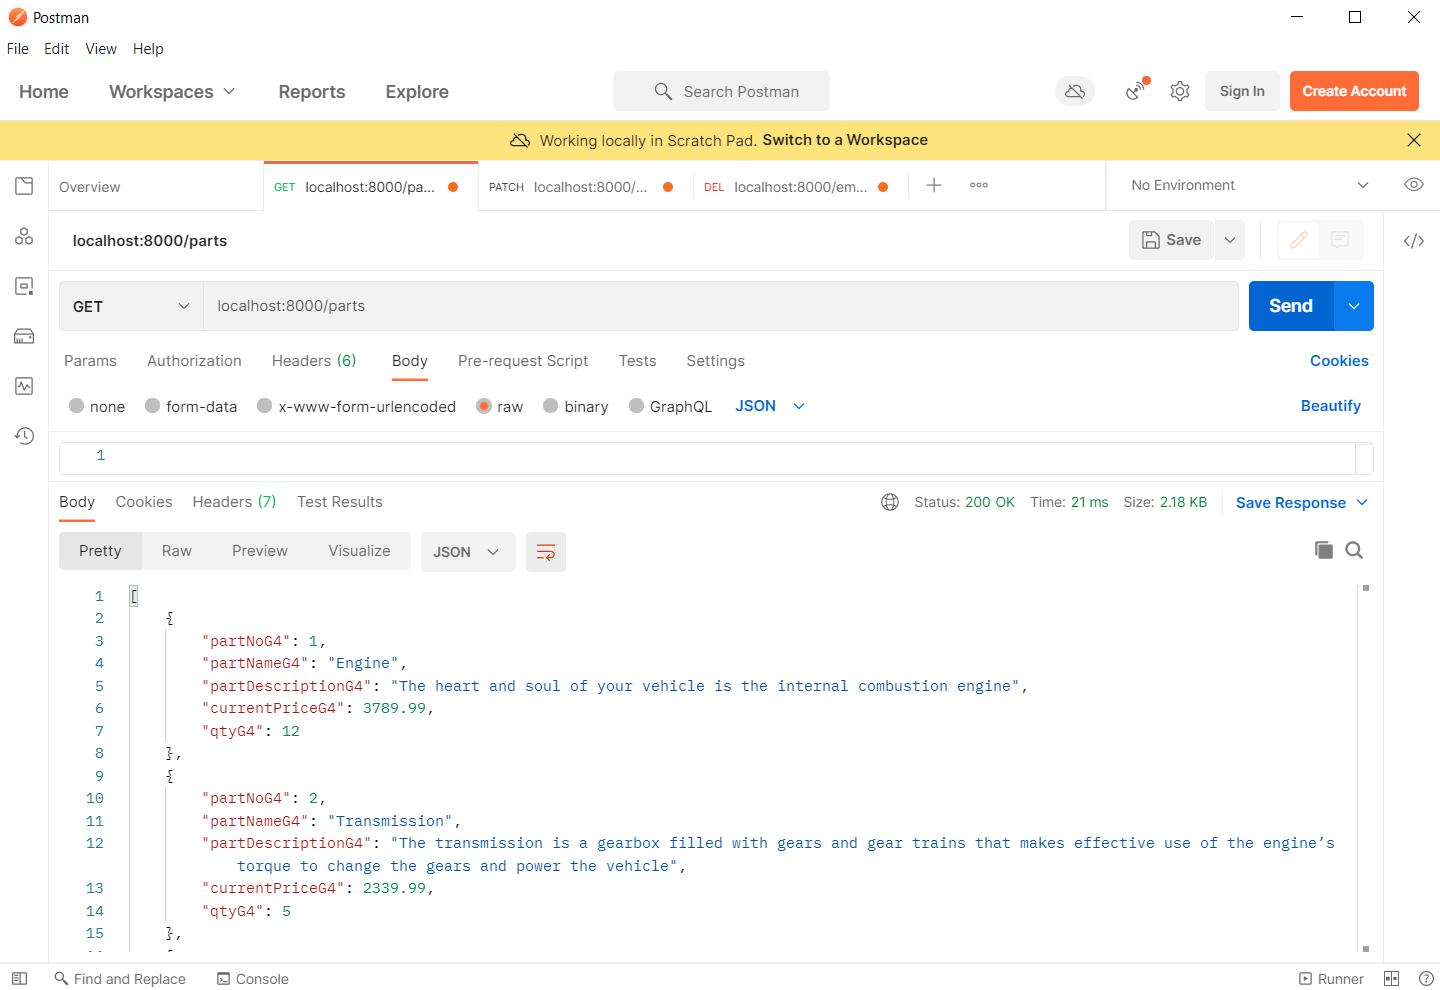 Postman
File Edit View Help
Home Workspaces Reports Explore Search Postman Sign In Create Account
Working locally in Scratch Pad. Switch to a Workspace
Overview GET localhost:8000/pa... PATCH localhost:8000/... DEL localhost:8000/em... No Environment
localhost:8000/parts Save
GET localhost:8000/parts Send
Params Authorization Headers (6) Body Pre-request Script Tests Settings Cookies
none form-data x-www-form-urlencoded raw binary GraphQL JSON Beautify
1
Body Cookies Headers (7) Test Results Status: 200 OK Time: 21 ms Size: 2.18 KB Save Response
Pretty Raw Preview Visualize JSON
1 [
2 {
3 "partNoG4": 1,
4 "partNameG4": "Engine",
5 "partDescriptionG4": "The heart and soul of your vehicle is the internal combustion engine",
6 "currentPriceG4": 3789.99,
7 "qtyG4": 12
8 },
9 {
10 "partNoG4": 2,
11 "partNameG4": "Transmission",
12 "partDescriptionG4": "The transmission is a gearbox filled with gears and gear trains that makes effective use of the engine’s
torque to change the gears and power the vehicle",
13 "currentPriceG4": 2339.99,
14 "qtyG4": 5
15 },
Find and Replace Console Runner